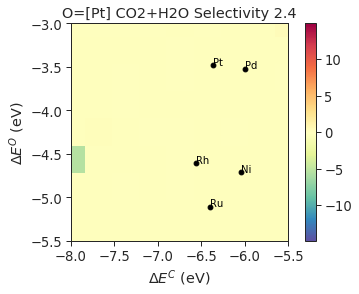 O=[Pt] CO2+H2O Selectivity 2.4
−3.0
−3.5
−4.0
−4.5
−5.0
−5.5
ΔE^O (eV)
Pt
Pd
Rh
Ni
Ru
−8.0 −7.5 −7.0 −6.5 −6.0 −5.5
ΔE^C (eV)
15
10
5
0
−5
−10